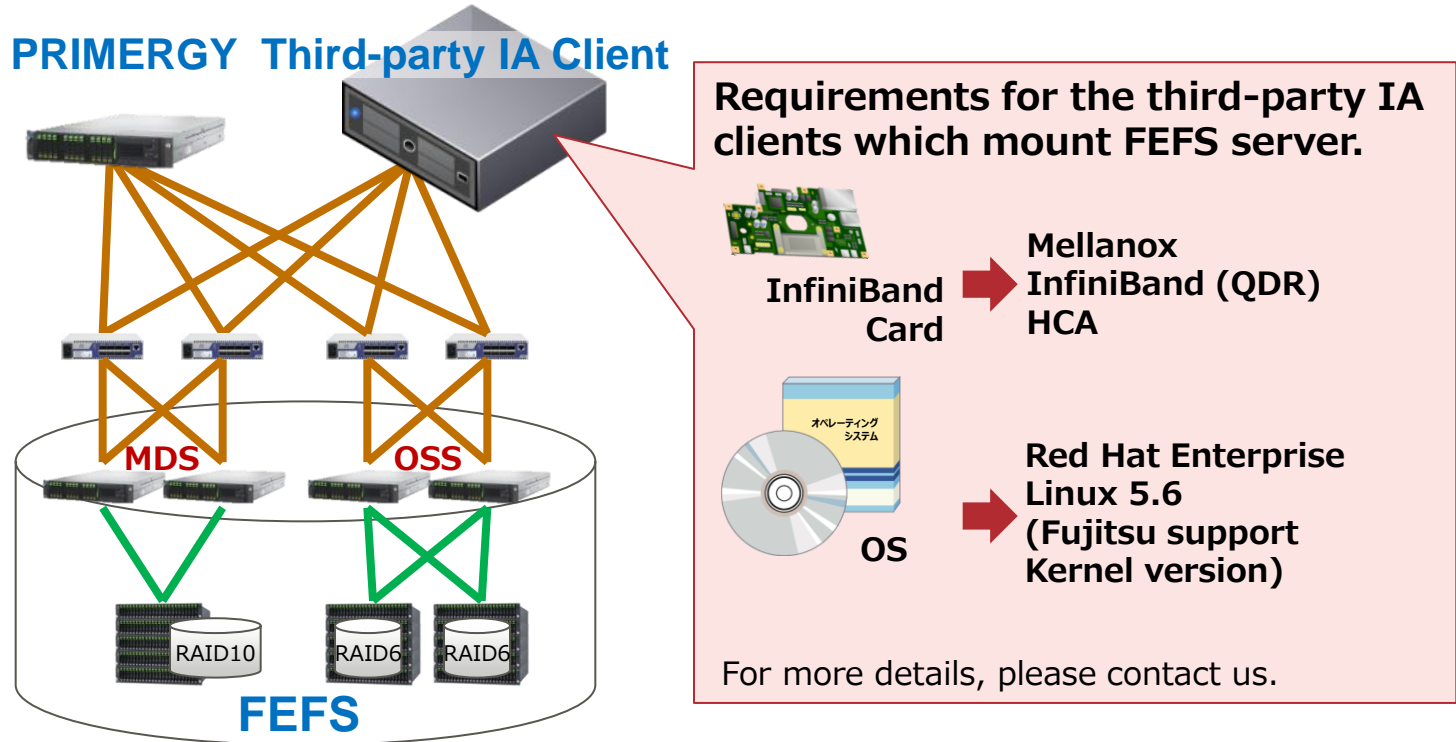 PRIMERGY Third-party IA Client
Requirements for the third-party IA
clients which mount FEFS server.
InfiniBand
Card
Mellanox
InfiniBand (QDR)
HCA
オペレーティング
システム
OS
Red Hat Enterprise
Linux 5.6
(Fujitsu support
Kernel version)
For more details, please contact us.
MDS
OSS
RAID10
RAID6
RAID6
FEFS